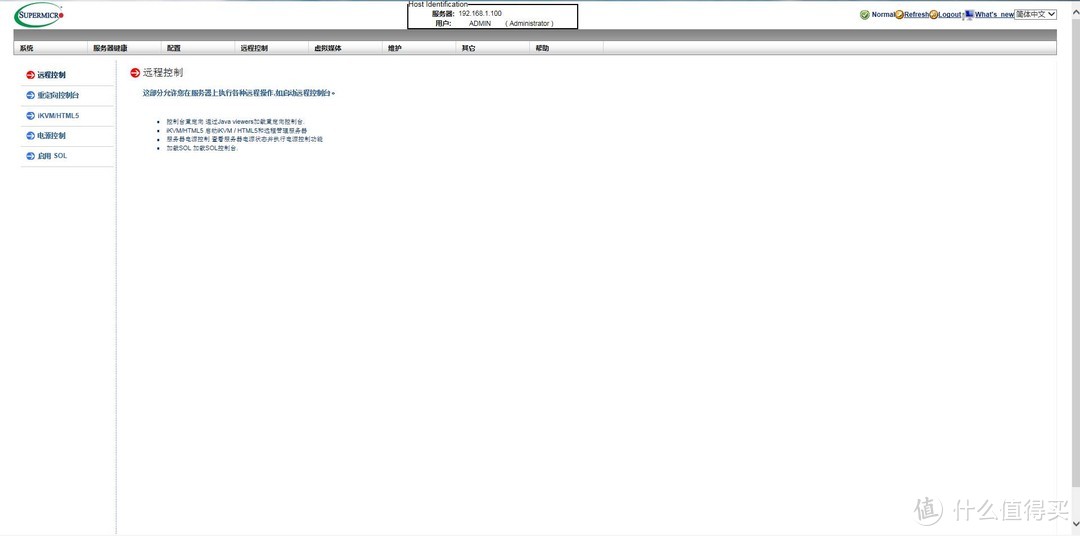 SUPERMICRO
Host Identification
服务器: 192.168.1.100
用户: ADMIN ( Administrator )
Normal Refresh Logout What's new 简体中文
系统 服务器健康 配置 远程控制 虚拟媒体 维护 其它 帮助
远程控制
重定向控制台
iKVM/HTML5
电源控制
启用 SOL
远程控制
这部分允许您在服务器上执行各种远程操作,如启动远程控制台。
控制台重定向 通过Java viewers加载重定向控制台.
iKVM/HTML5 启动iKVM / HTML5和远程管理服务器
服务器电源控制 查看服务器电源状态并执行电源控制功能
加载SOL 加载SOL控制台.
值 什么值得买